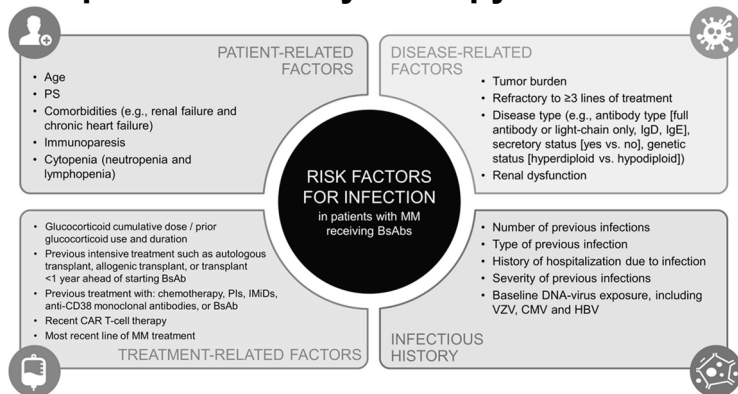 PATIENT-RELATED
FACTORS
• Age
• PS
• Comorbidities (e.g., renal failure and
chronic heart failure)
• Immunoparesis
• Cytopenia (neutropenia and
lymphopenia)
DISEASE-RELATED
FACTORS
• Tumor burden
• Refractory to ≥3 lines of treatment
• Disease type (e.g., antibody type [full
antibody or light-chain only, IgD, IgE],
secretory status [yes vs. no], genetic
status [hyperdiploid vs. hypodiploid])
• Renal dysfunction
RISK FACTORS
FOR INFECTION
in patients with MM
receiving BsAbs
• Glucocorticoid cumulative dose / prior
glucocorticoid use and duration
• Previous intensive treatment such as autologous
transplant, allogenic transplant, or transplant
<1 year ahead of starting BsAb
• Previous treatment with: chemotherapy, PIs, IMiDs,
anti-CD38 monoclonal antibodies, or BsAb
• Recent CAR T-cell therapy
• Most recent line of MM treatment
TREATMENT-RELATED FACTORS
• Number of previous infections
• Type of previous infection
• History of hospitalization due to infection
• Severity of previous infections
• Baseline DNA-virus exposure, including
VZV, CMV and HBV
INFECTIOUS
HISTORY